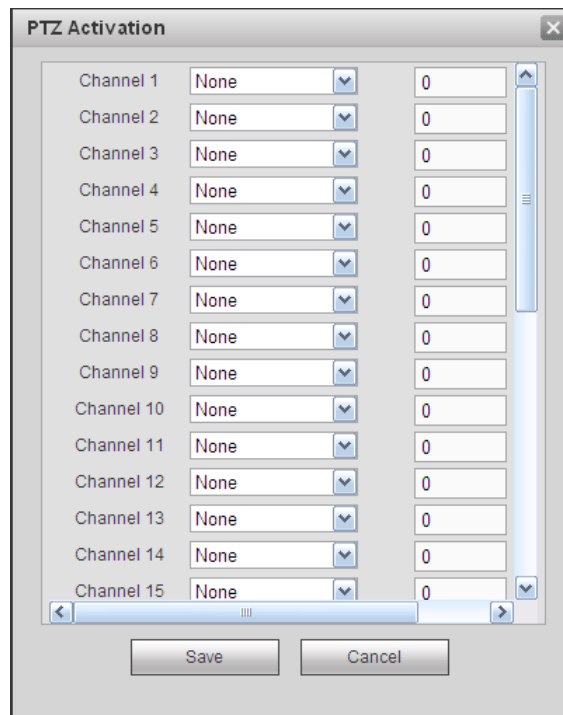 PTZ Activation
Channel 1 None 0
Channel 2 None 0
Channel 3 None 0
Channel 4 None 0
Channel 5 None 0
Channel 6 None 0
Channel 7 None 0
Channel 8 None 0
Channel 9 None 0
Channel 10 None 0
Channel 11 None 0
Channel 12 None 0
Channel 13 None 0
Channel 14 None 0
Channel 15 None 0
Save Cancel